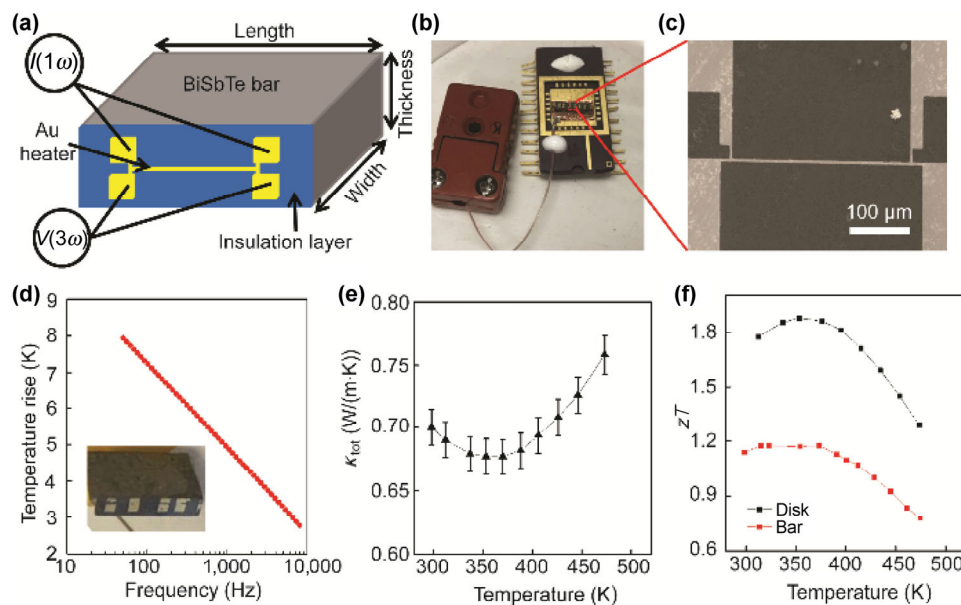 (a)
Length
I(1ω)
BiSbTe bar
Thickness
Au
heater
Width
V(3ω)
Insulation layer
(b)
(c)
100 μm
(d)
9
8
7
6
5
4
3
2
Temperature rise (K)
10
100
1,000
10,000
Frequency (Hz)
(e)
0.80
0.75
0.70
0.65
0.60
κtot (W/(m·K))
300
350
400
450
500
Temperature (K)
(f)
1.8
1.5
1.2
0.9
0.6
zT
Disk
Bar
300
350
400
450
500
Temperature (K)